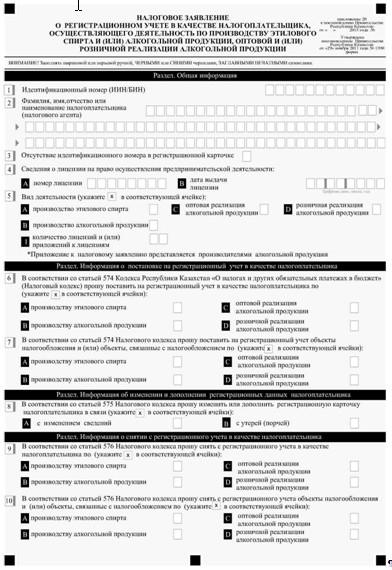 НАЛОГОВОЕ ЗАЯВЛЕНИЕ
О РЕГИСТРАЦИОННОМ УЧЕТЕ В КАЧЕСТВЕ НАЛОГОПЛАТЕЛЬЩИКА,
ОСУЩЕСТВЛЯЮЩЕГО ДЕЯТЕЛЬНОСТЬ ПО ПРОИЗВОДСТВУ ЭТИЛОВОГО
СПИРТА И (ИЛИ) АЛКОГОЛЬНОЙ ПРОДУКЦИИ, ОПТОВОЙ И (ИЛИ)
РОЗНИЧНОЙ РЕАЛИЗАЦИИ АЛКОГОЛЬНОЙ ПРОДУКЦИИ
ВНИМАНИЕ! Заполнять шариковой или перьевой ручкой, ЧЕРНЫМИ или СИНИМИ чернилами, ЗАГЛАВНЫМИ ПЕЧАТНЫМИ символами.
Раздел. Общая информация
1 Идентификационный номер (ИИН/БИН)
2 Фамилия, имя,отчество или
наименование налогоплательщика
(налогового агента)
3 Отсутствие идентификационного номера в регистрационной карточке
4 Сведения о лицензии на право осуществления предпринимательской деятельности:
A номер лицензии B дата выдачи
лицензии
5 Вид деятельности (укажите x в соответствующей ячейке):
A производство этилового спирта C оптовая реализация
алкогольной продукции D розничная реализация
алкогольной продукции
B производство алкогольной продукции
I количество лицензий и (или)
приложений к лицензиям
*Приложение к налоговому заявлению представляется производителями алкогольной продукции
Раздел. Информация о постановке на регистрационный учет в качестве налогоплательщика
6 В соответствии со статьей 574 Кодекса Республики Казахстан «О налогах и других обязательных платежах в бюджет»
(Налоговый кодекс) прошу поставить на регистрационный учет в качестве налогоплательщика по
(укажите x в соответствующей ячейке):
A производству этилового спирта C оптовой реализации
алкогольной продукции
B производству алкогольной продукции D розничной реализации
алкогольной продукции
7 В соответствии со статьей 574 Налогового кодекса прошу поставить на регистрационный учет объекты
налогообложения и (или) объекты, связанные с налогообложением по (укажите x в соответствующей ячейке):
A производству этилового спирта C оптовой реализации
алкогольной продукции
B производству алкогольной продукции D розничной реализации
алкогольной продукции
Раздел. Информация об изменении и дополнении регистрационных данных налогоплательщика
8 В соответствии со статьей 575 Налогового кодекса прошу изменить или дополнить регистрационную карточку
налогоплательщика в связи (укажите x в соответствующей ячейке):
A с изменением сведений B с утерей (порчей)
Раздел. Информация о снятии с регистрационного учета в качестве налогоплательщика
9 В соответствии со статьей 576 Налогового кодекса прошу снять с регистрационного учета в качестве
налогоплательщика по (укажите x в соответствующей ячейке):
A производству этилового спирта C оптовой реализации
алкогольной продукции
B производству алкогольной продукции D розничной реализации
алкогольной продукции
10 В соответствии со статьей 576 Налогового кодекса прошу снять с регистрационного учета объекты налогообложения
и (или) объекты, связанные с налогообложением по (укажите x в соответствующей ячейке):
A производству этилового спирта C оптовой реализации
алкогольной продукции
B производству алкогольной продукции D розничной реализации
алкогольной продукции